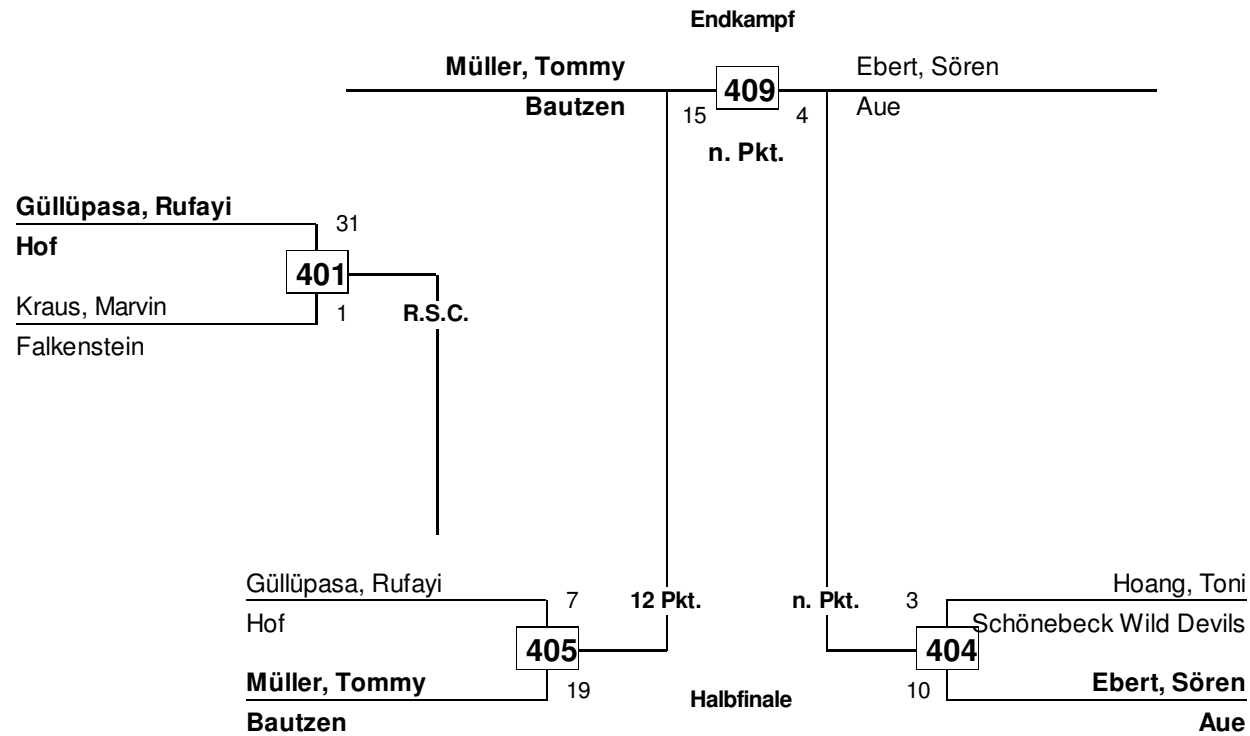 Endkampf
Müller, Tommy
Bautzen
15
409
4
n. Pkt.
Ebert, Sören
Aue
Güllüpasa, Rufayi
Hof
31
401
Kraus, Marvin
Falkenstein
1
R.S.C.
Güllüpasa, Rufayi
Hof
7
12 Pkt.
405
Müller, Tommy
Bautzen
19
Halbfinale
n. Pkt.
3
Hoang, Toni
Schönebeck Wild Devils
404
10
Ebert, Sören
Aue